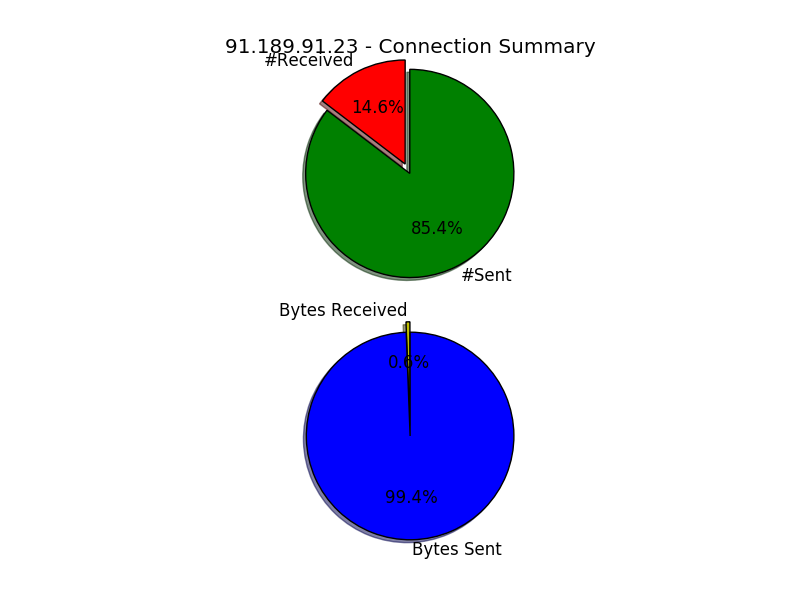 91.189.91.23 - Connection Summary
#Received
14.6%
85.4%
#Sent
Bytes Received
0.6%
99.4%
Bytes Sent